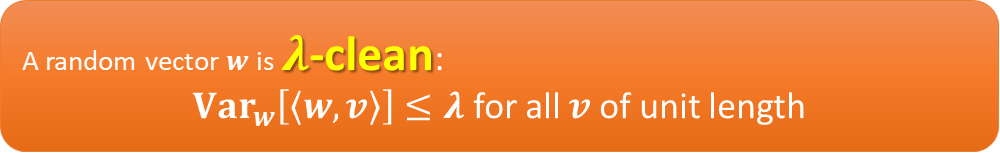 A random vector 𝒘 is 𝝀-clean:
𝐕𝐚𝐫𝒘[⟨𝒘, 𝒗⟩] ≤ 𝝀 for all 𝒗 of unit length